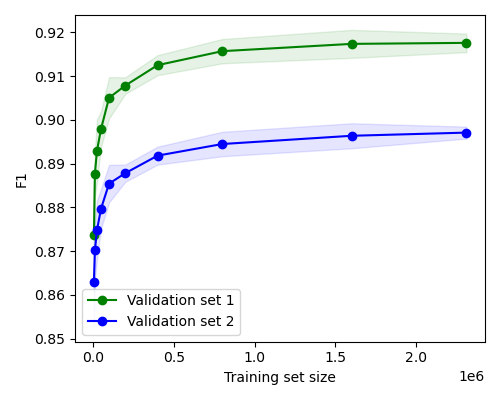 0.92
0.91
0.90
0.89
0.88
0.87
0.86
0.85
F1
Validation set 1
Validation set 2
0.0 0.5 1.0 1.5 2.0
1e6
Training set size